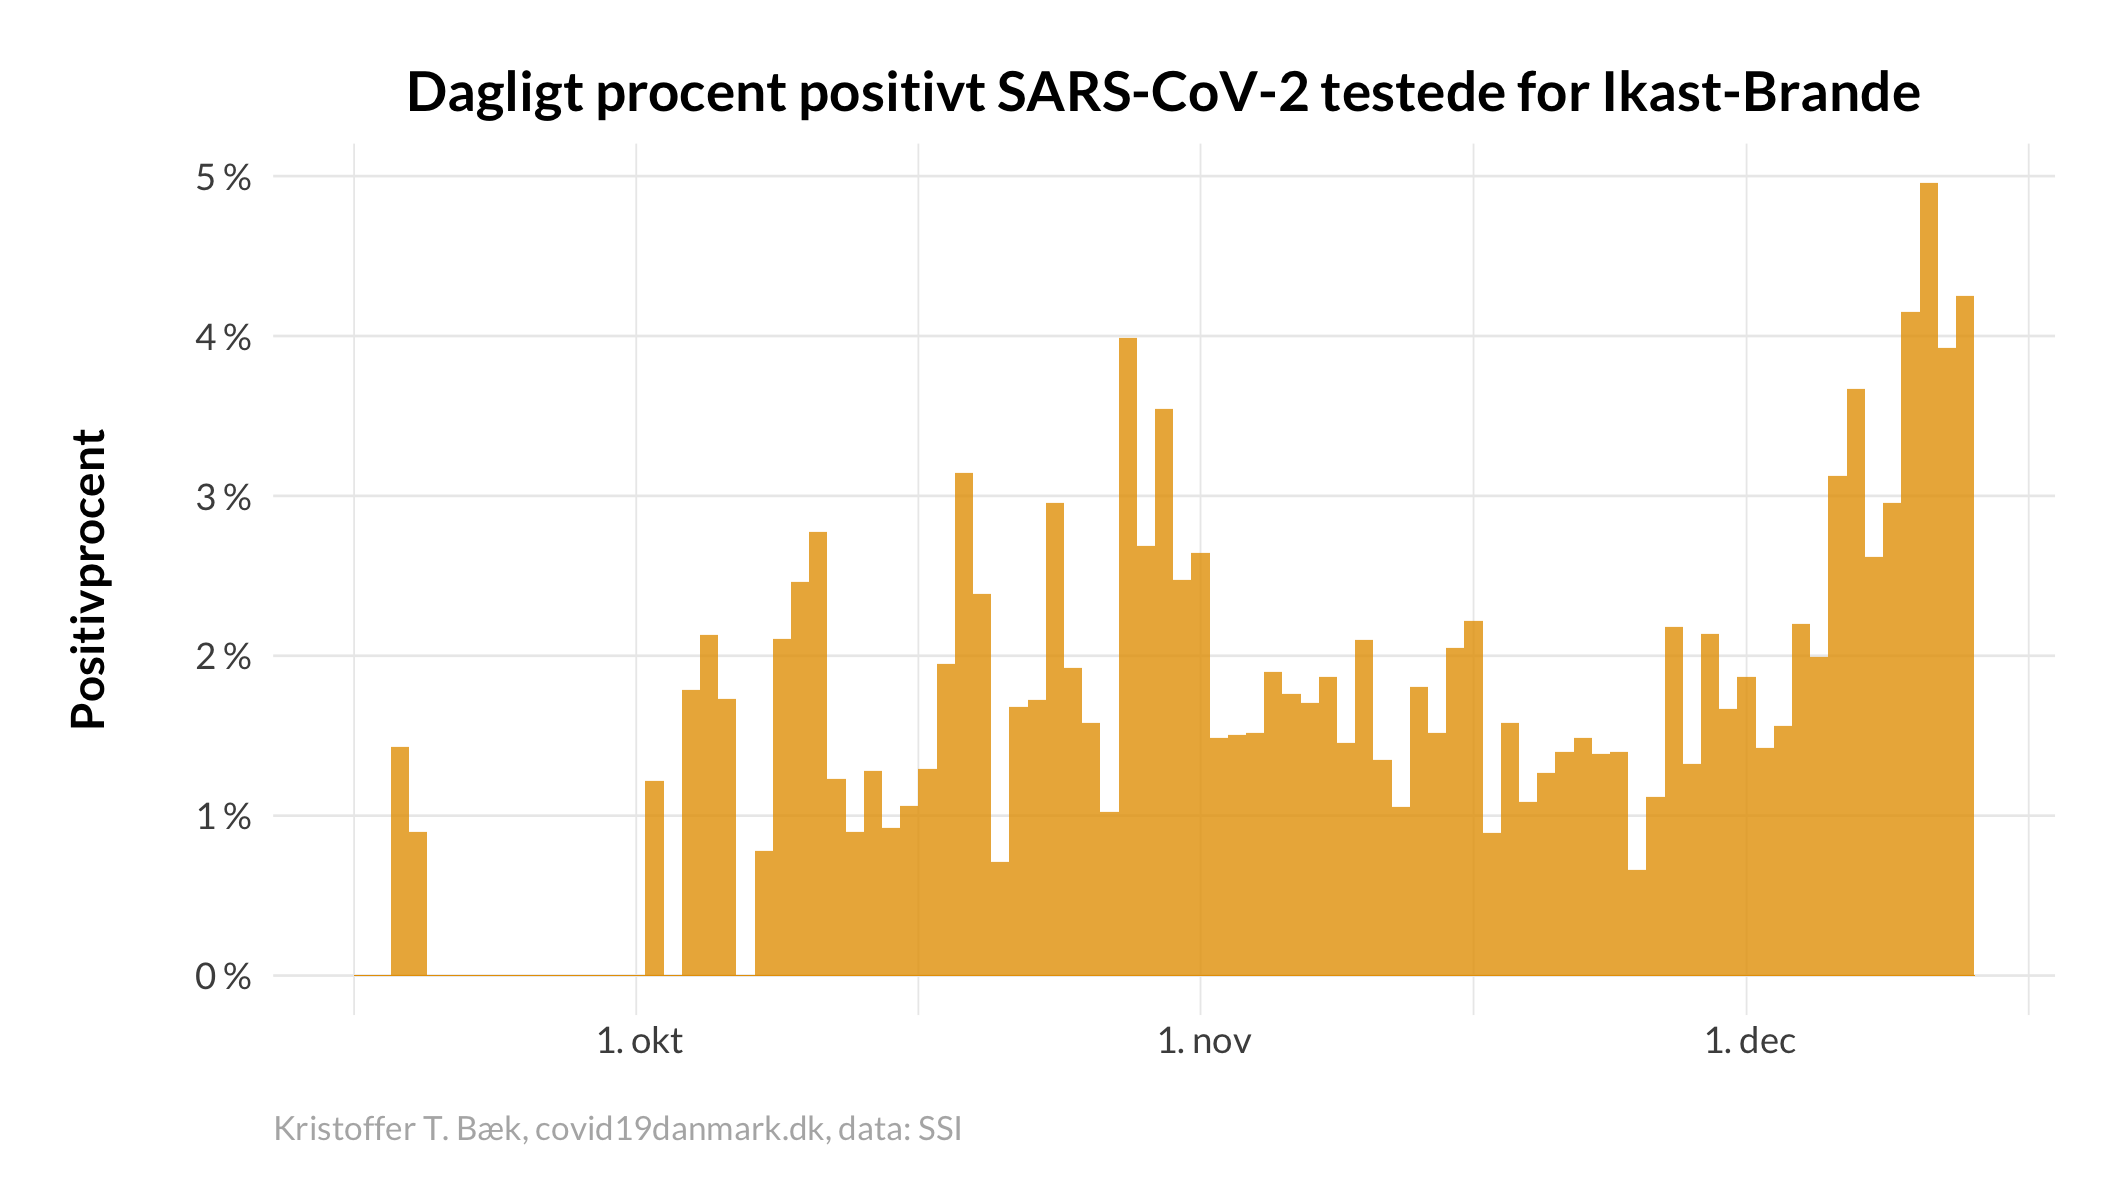 Dagligt procent positivt SARS-CoV-2 testede for Ikast-Brande
Positivprocent
5 %
4 %
3 %
2 %
1 %
0 %
1. okt
1. nov
1. dec
Kristoffer T. Bæk, covid19danmark.dk, data: SSI